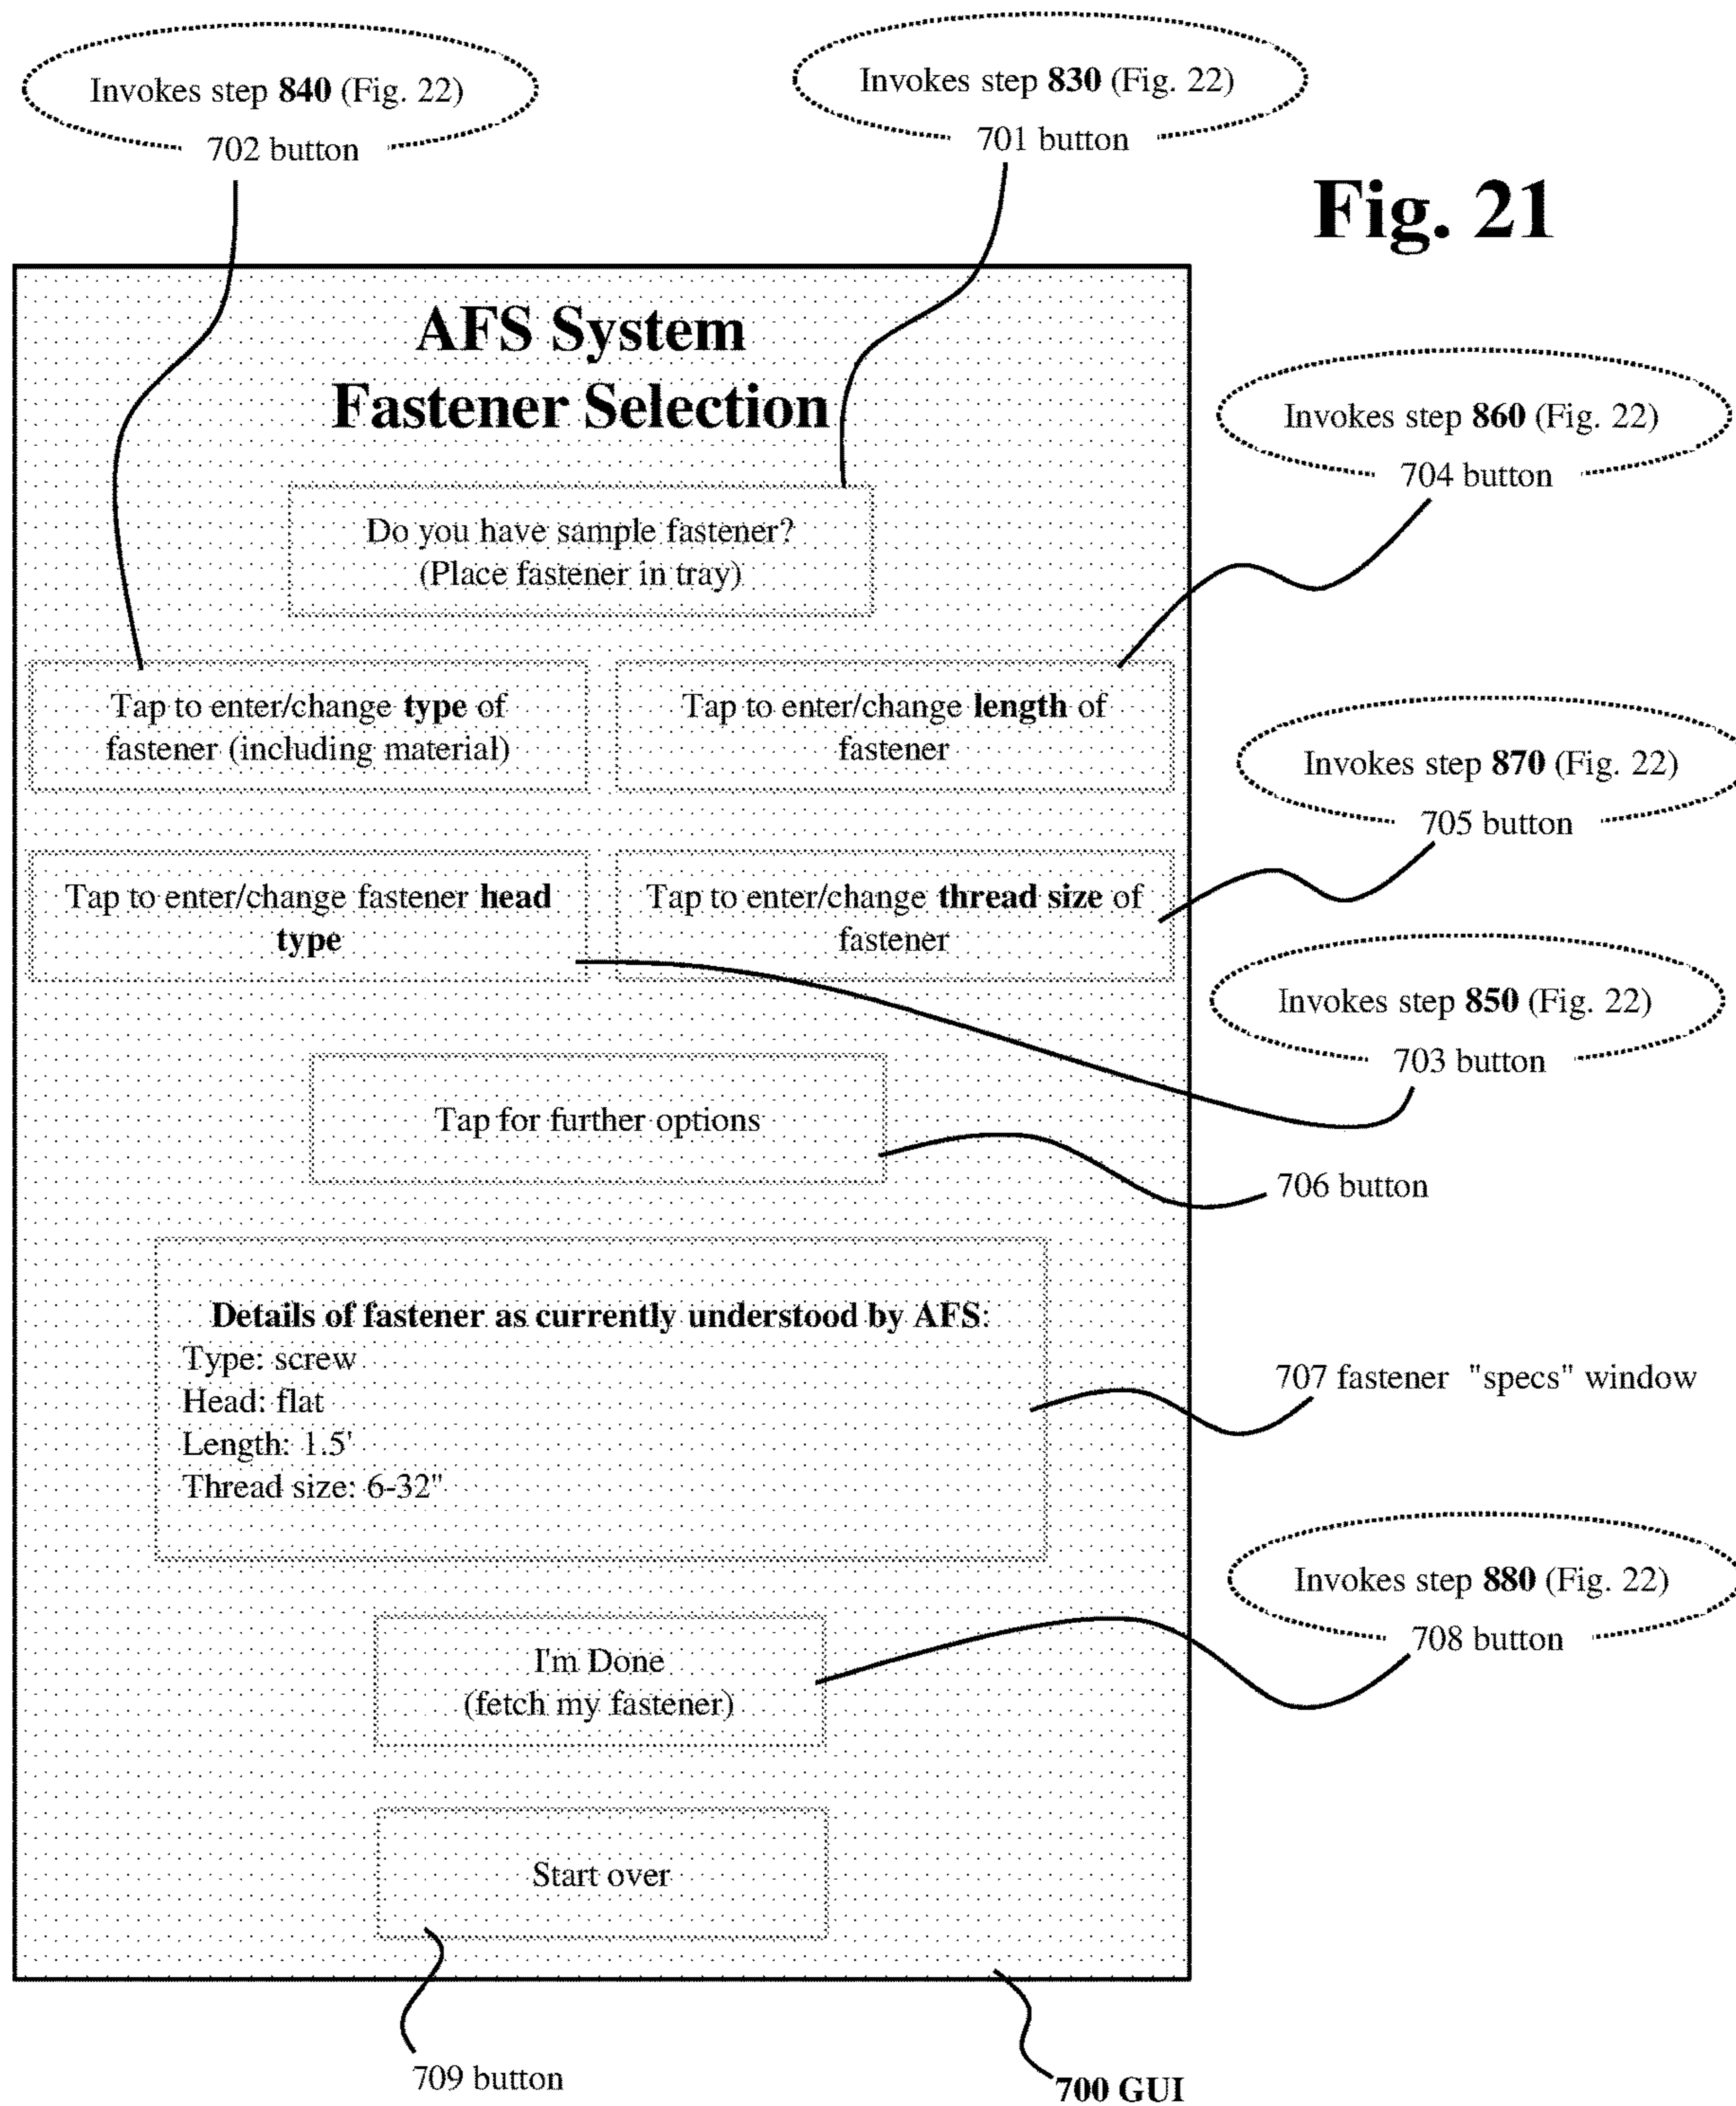 Invokes step 840 (Fig. 22)
702 button
Invokes step 830 (Fig. 22)
701 button
Fig. 21
AFS System
Fastener Selection
Invokes step 860 (Fig. 22)
704 button
Do you have sample fastener?
(Place fastener in tray)
Tap to enter/change type of
fastener (including material)
Tap to enter/change length of
fastener
Invokes step 870 (Fig. 22)
705 button
Tap to enter/change fastener head
type
Tap to enter/change thread size of
fastener
Invokes step 850 (Fig. 22)
703 button
Tap for further options
706 button
Details of fastener as currently understood by AFS:
Type: screw
Head: flat
Length: 1.5'
Thread size: 6-32"
707 fastener "specs" window
Invokes step 880 (Fig. 22)
708 button
I'm Done
(fetch my fastener)
Start over
709 button
700 GUI